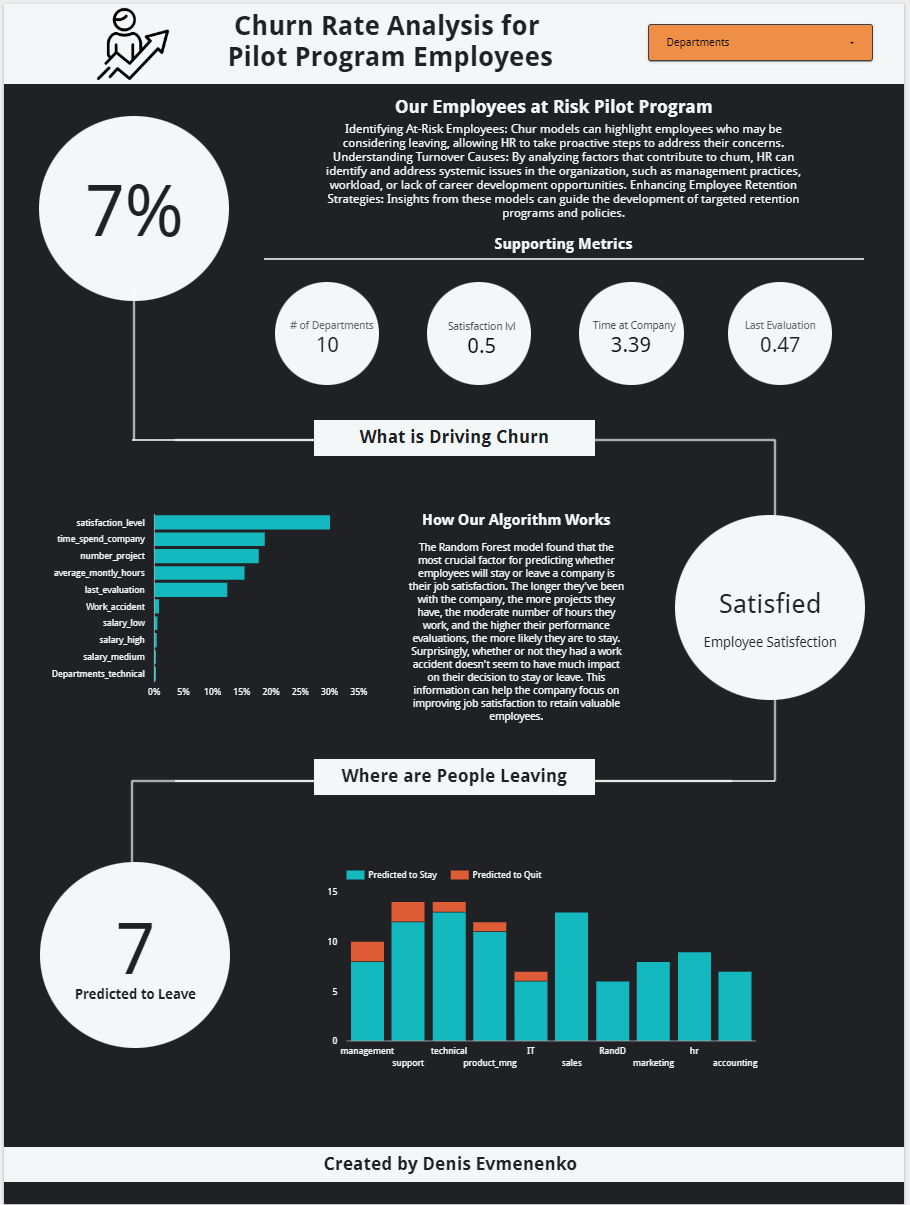 Churn Rate Analysis for
Pilot Program Employees
Departments
7%
Our Employees at Risk Pilot Program
Identifying At-Risk Employees: Chur models can highlight employees who may be
considering leaving, allowing HR to take proactive steps to address their concerns.
Understanding Turnover Causes: By analyzing factors that contribute to chum, HR can
identify and address systemic issues in the organization, such as management practices,
workload, or lack of career development opportunities. Enhancing Employee Retention
Strategies: Insights from these models can guide the development of targeted retention
programs and policies.
Supporting Metrics
# of Departments
10
Satisfaction lvl
0.5
Time at Company
3.39
Last Evaluation
0.47
What is Driving Churn
satisfaction_level
time_spend_company
number_project
average_montly_hours
last_evaluation
Work_accident
salary_low
salary_high
salary_medium
Departments_technical
0% 5% 10% 15% 20% 25% 30% 35%
How Our Algorithm Works
The Random Forest model found that the
most crucial factor for predicting whether
employees will stay or leave a company is
their job satisfaction. The longer they've been
with the company, the more projects they
have, the moderate number of hours they
work, and the higher their performance
evaluations, the more likely they are to stay.
Surprisingly, whether or not they had a work
accident doesn't seem to have much impact
on their decision to stay or leave. This
information can help the company focus on
improving job satisfaction to retain valuable
employees.
Satisfied
Employee Satisfaction
Where are People Leaving
7
Predicted to Leave
Predicted to Stay Predicted to Quit
15
10
5
0
management technical IT RandD hr
support product_mng sales marketing accounting
Created by Denis Evmenenko